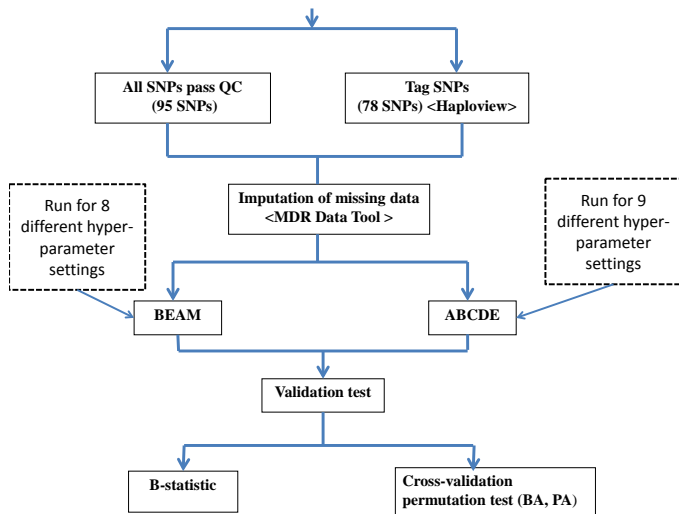 All SNPs pass QC
(95 SNPs)
Tag SNPs
(78 SNPs) <Haploview>
Imputation of missing data
<MDR Data Tool >
Run for 8
different hyper-
parameter
settings
Run for 9
different hyper-
parameter
settings
BEAM
ABCDE
Validation test
B-statistic
Cross-validation
permutation test (BA, PA)